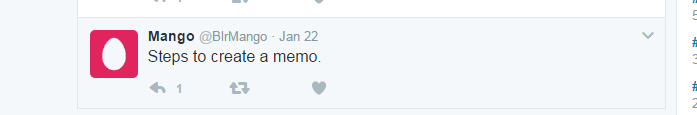 Mango @BlrMango · Jan 22
Steps to create a memo.
1